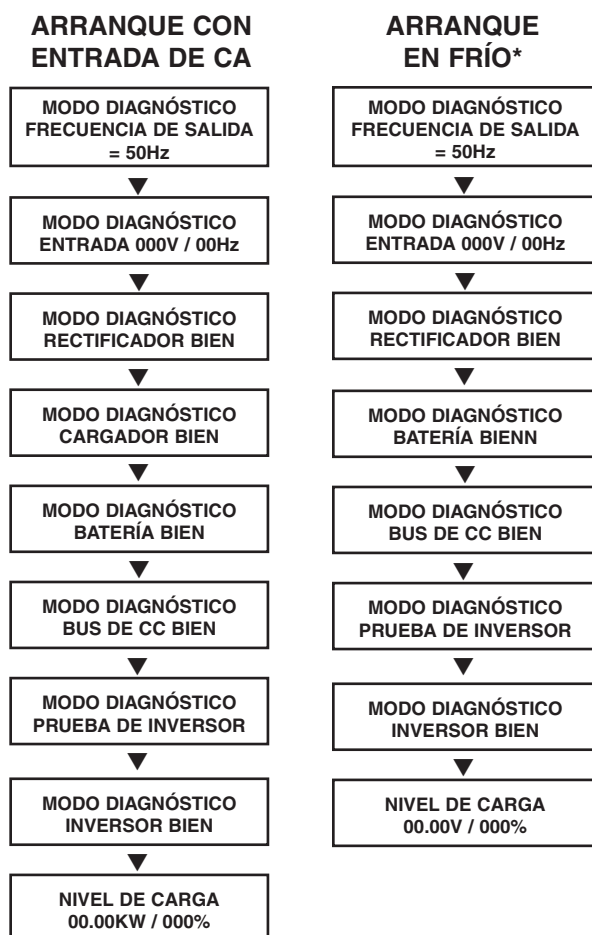 ARRANQUE CON
ENTRADA DE CA
MODO DIAGNÓSTICO
FRECUENCIA DE SALIDA
= 50Hz
MODO DIAGNÓSTICO
ENTRADA 000V / 00Hz
MODO DIAGNÓSTICO
RECTIFICADOR BIEN
MODO DIAGNÓSTICO
CARGADOR BIEN
MODO DIAGNÓSTICO
BATERÍA BIEN
MODO DIAGNÓSTICO
BUS DE CC BIEN
MODO DIAGNÓSTICO
PRUEBA DE INVERSOR
MODO DIAGNÓSTICO
INVERSOR BIEN
NIVEL DE CARGA
00.00KW / 000%
ARRANQUE
EN FRÍO*
MODO DIAGNÓSTICO
FRECUENCIA DE SALIDA
= 50Hz
MODO DIAGNÓSTICO
ENTRADA 000V / 00Hz
MODO DIAGNÓSTICO
RECTIFICADOR BIEN
MODO DIAGNÓSTICO
BATERÍA BIENN
MODO DIAGNÓSTICO
BUS DE CC BIEN
MODO DIAGNÓSTICO
PRUEBA DE INVERSOR
MODO DIAGNÓSTICO
INVERSOR BIEN
NIVEL DE CARGA
00.00V / 000%